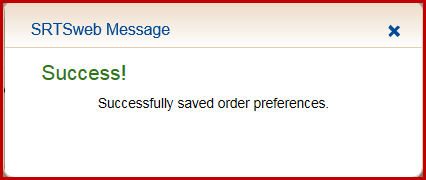 SRTSweb Message
Success!
Successfully saved order preferences.